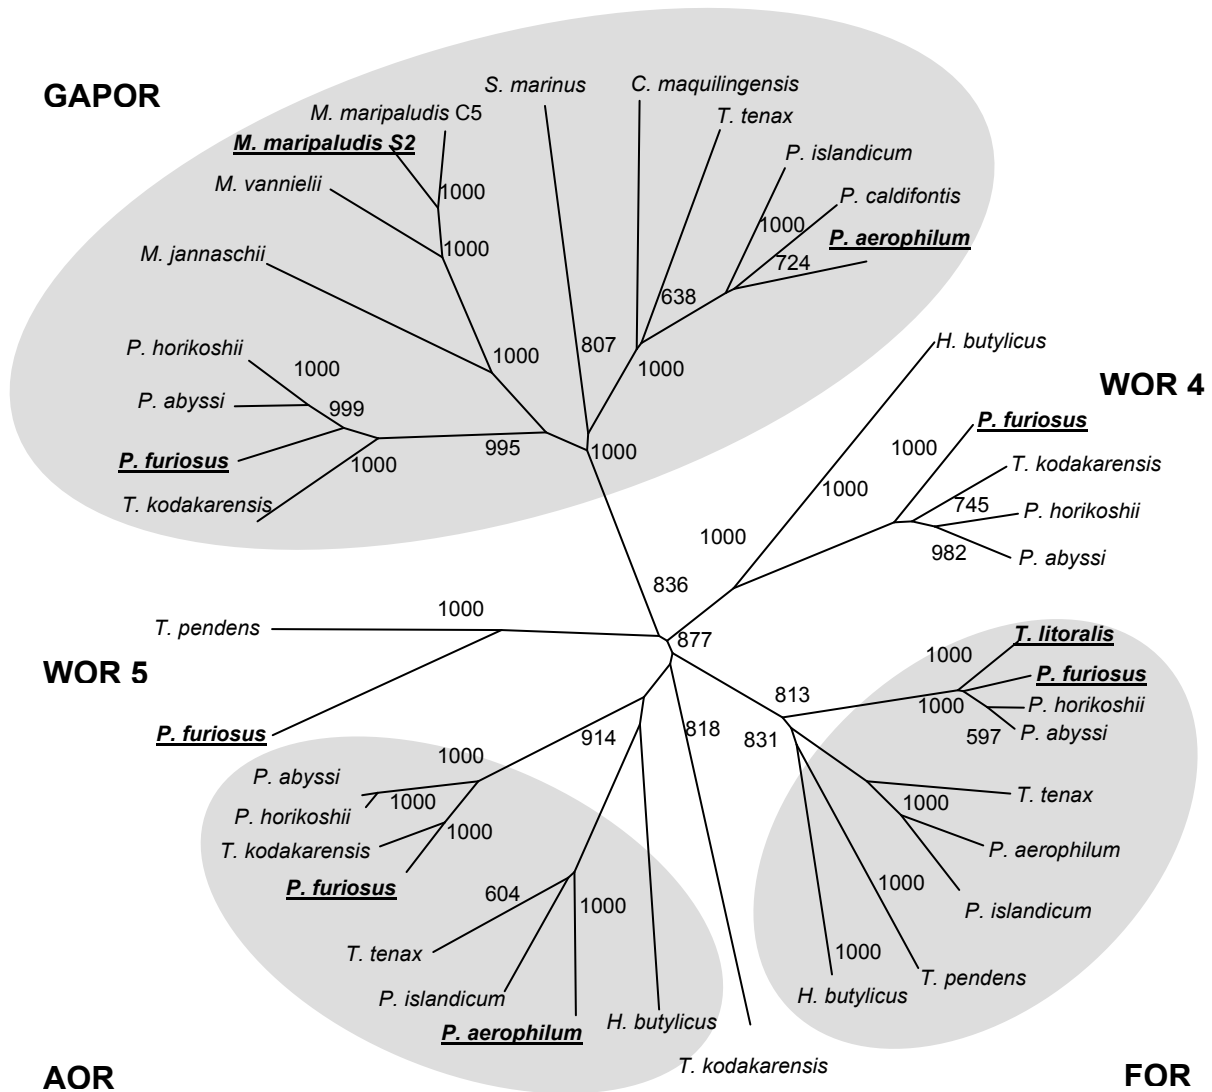 GAPOR
S. marinus
C. maquilingensis
M. maripaludis C5
T. tenax
M. maripaludis S2
P. islandicum
M. vannielii
1000
P. caldifontis
1000
P. aerophilum
M. jannaschii
1000
724
638
P. horikoshii
1000
1000
807
1000
H. butylicus
WOR 4
P. abyssi
999
P. furiosus
995
1000
1000
1000
P. furiosus
T. kodakarensis
T. kodakarensis
1000
745
P. horikoshii
1000
982
P. abyssi
836
1000
T. pendens
877
WOR 5
T. litoralis
1000
P. furiosus
813
1000
P. horikoshii
P. furiosus
914
818
831
597
P. abyssi
1000
P. abyssi
1000
P. horikoshii
T. tenax
1000
T. kodakarensis
1000
P. aerophilum
P. furiosus
604
1000
1000
P. islandicum
T. tenax
1000
P. islandicum
T. pendens
H. butylicus
P. aerophilum
H. butylicus
T. kodakarensis
AOR
FOR